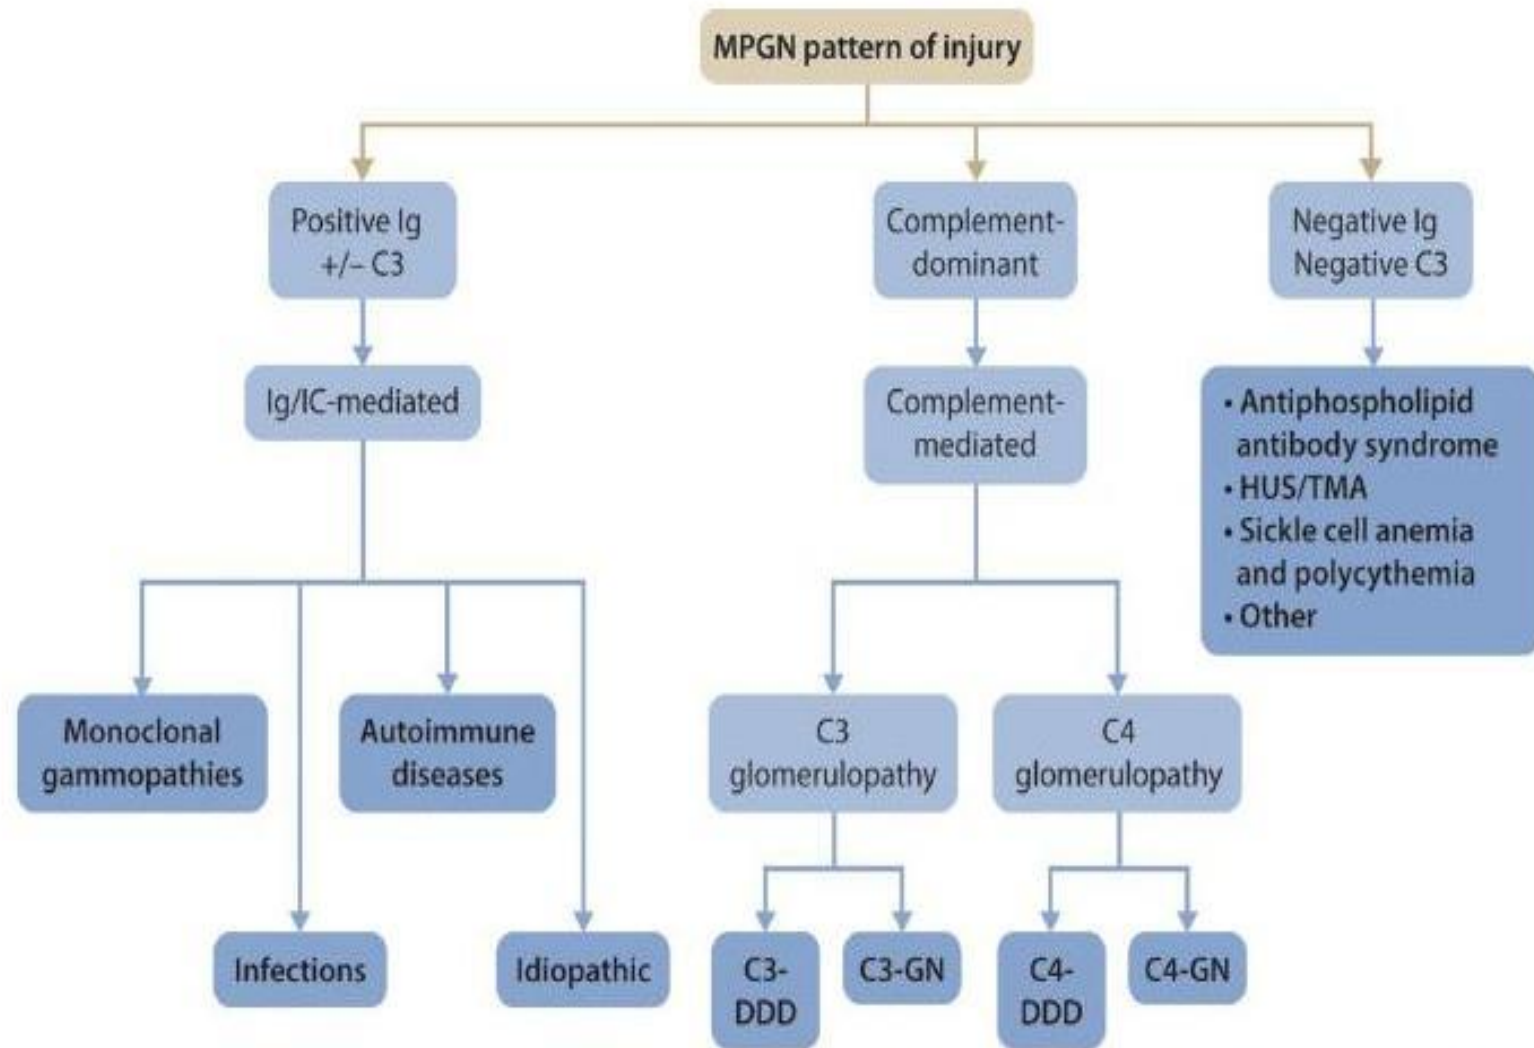 MPGN pattern of injury
Positive Ig
+/– C3
Complement-
dominant
Negative Ig
Negative C3
Ig/IC-mediated
Complement-
mediated
• Antiphospholipid
antibody syndrome
• HUS/TMA
• Sickle cell anemia
and polycythemia
• Other
Monoclonal
gammopathies
Autoimmune
diseases
C3
glomerulopathy
C4
glomerulopathy
Infections
Idiopathic
C3-
DDD
C3-GN
C4-
DDD
C4-GN